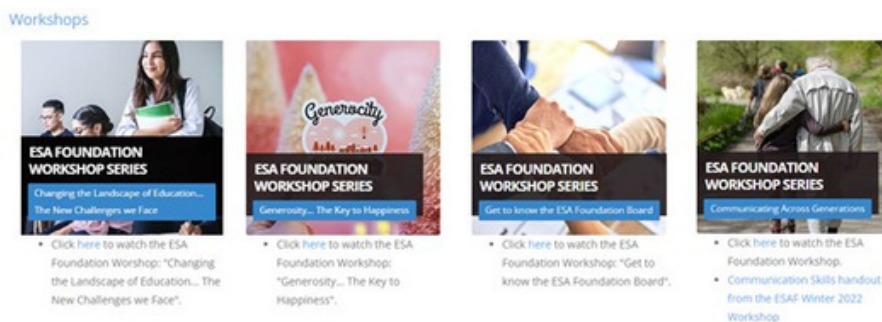 Workshops
ESA FOUNDATION
WORKSHOP SERIES
Changing the Landscape of Education...
The New Challenges we Face
Click here to watch the ESA
Foundation Worshop: "Changing
the Landscape of Education... The
New Challenges we Face".
Generocity
ESA FOUNDATION
WORKSHOP SERIES
Generosity... The Key to Happiness
Click here to watch the ESA
Foundation Workshop:
"Generosity... The Key to
Happiness".
ESA FOUNDATION
WORKSHOP SERIES
Get to know the ESA Foundation Board
Click here to watch the ESA
Foundation Workshop: "Get to
know the ESA Foundation Board".
ESA FOUNDATION
WORKSHOP SERIES
Communicating Across Generations
Click here to watch the ESA
Foundation Workshop.
Communication Skills handout
from the ESAF Winter 2022
Workshop